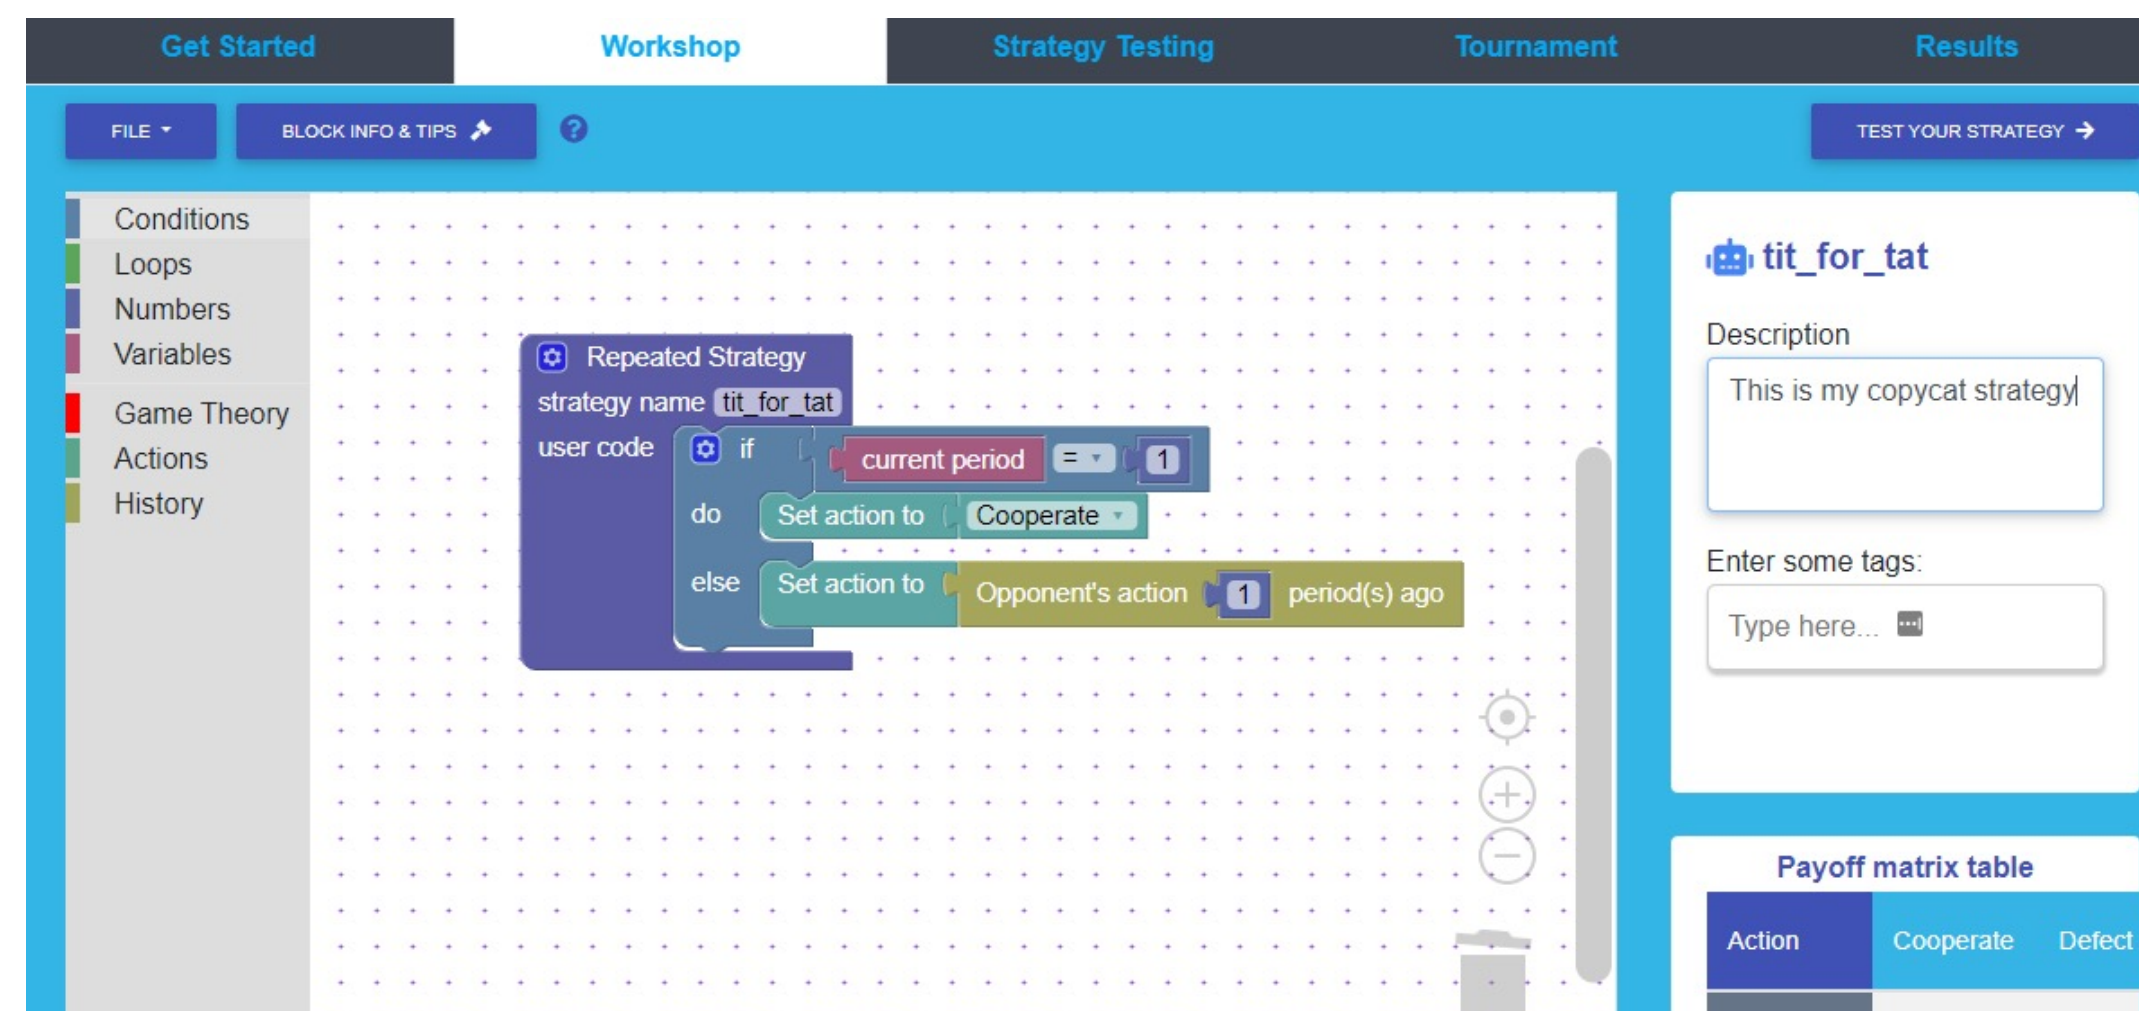 Get Started
Workshop
Strategy Testing
Tournament
Results
FILE
BLOCK INFO & TIPS
?
TEST YOUR STRATEGY
Conditions
Loops
Numbers
Variables
Game Theory
Actions
History
Repeated Strategy
strategy name tit_for_tat
user code if current period = 1
do Set action to Cooperate
else Set action to Opponent's action 1 period(s) ago
tit_for_tat
Description
This is my copycat strategy
Enter some tags:
Type here...
Payoff matrix table
Action Cooperate Defect